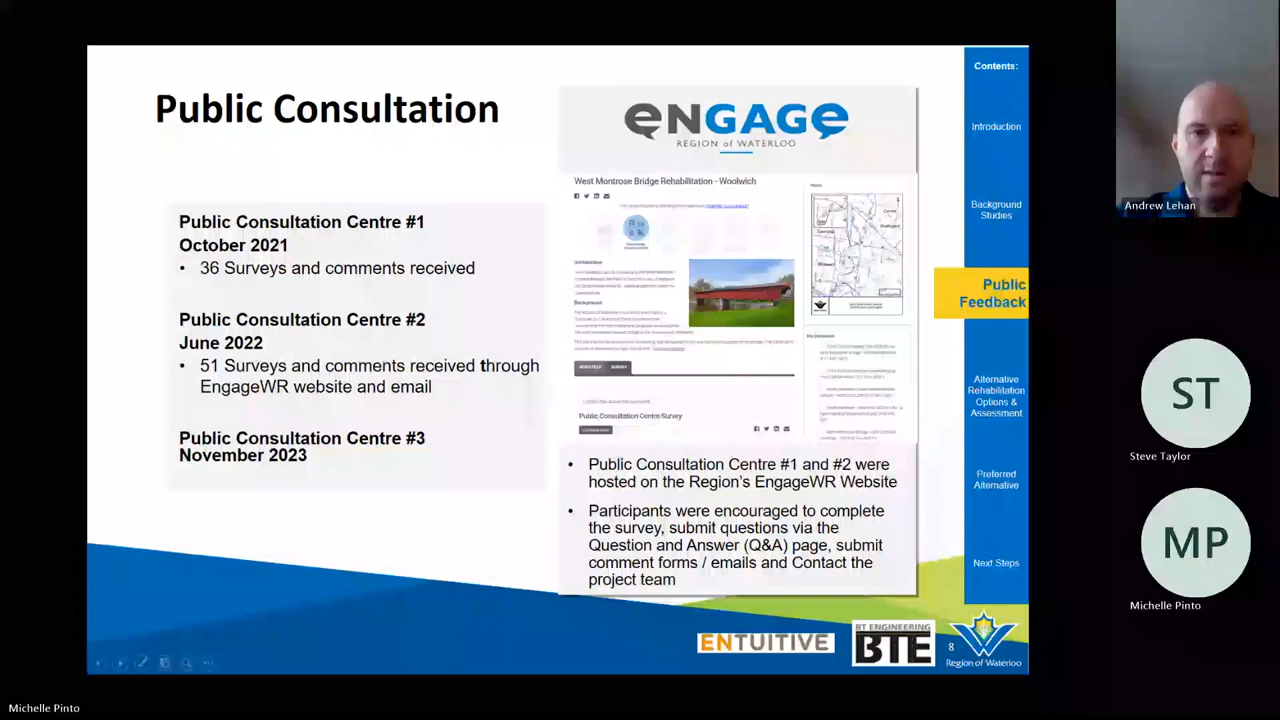 Public Consultation
Public Consultation Centre #1
October 2021
• 36 Surveys and comments received
Public Consultation Centre #2
June 2022
• 51 Surveys and comments received through
EngageWR website and email
Public Consultation Centre #3
November 2023
ENGAGE
REGION of WATERLOO
West Montrose Bridge Rehabilitation - Woolwich
Background
NEWS FEED SURVEY
Public Consultation Centre Survey
• Public Consultation Centre #1 and #2 were
hosted on the Region's EngageWR Website
• Participants were encouraged to complete
the survey, submit questions via the
Question and Answer (Q&A) page, submit
comment forms / emails and Contact the
project team
Contents:
Introduction
Background
Studies
Public
Feedback
Alternative
Rehabilitation
Options &
Assessment
Preferred
Alternative
Next Steps
ENTUITIVE
BT ENGINEERING
BTE
8
Region of Waterloo
Andrew Lehan
ST
Steve Taylor
MP
Michelle Pinto
Michelle Pinto